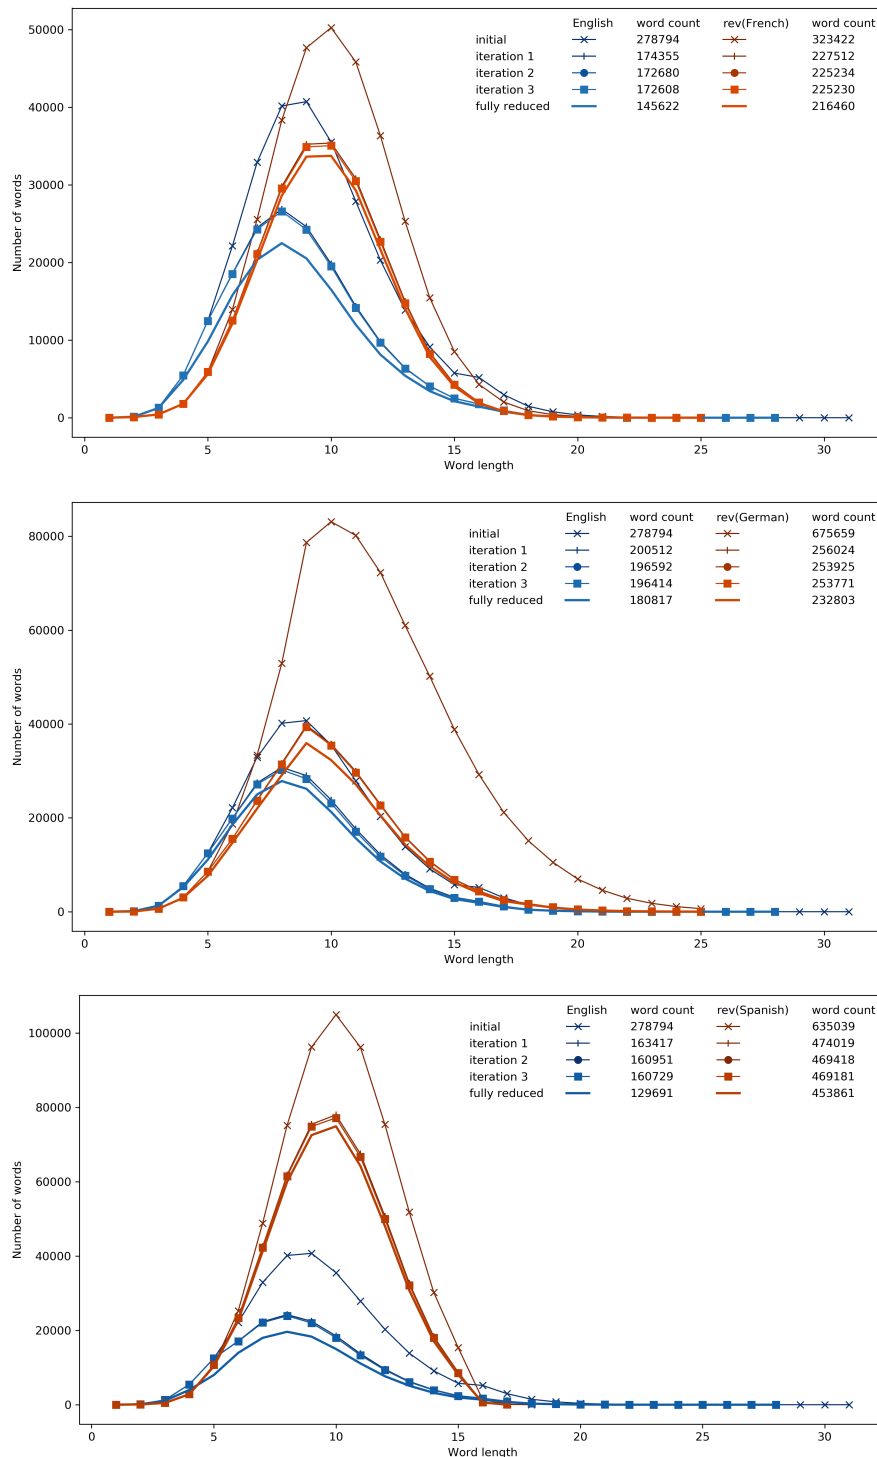 English word count rev(French) word count
initial 278794 323422
iteration 1 174355 227512
iteration 2 172680 225234
iteration 3 172608 225230
fully reduced 145622 216460
50000
40000
30000
20000
10000
0
Number of words
0 5 10 15 20 25 30
Word length
English word count rev(German) word count
initial 278794 675659
iteration 1 200512 256024
iteration 2 196592 253925
iteration 3 196414 253771
fully reduced 180817 232803
80000
60000
40000
20000
0
Number of words
0 5 10 15 20 25 30
Word length
English word count rev(Spanish) word count
initial 278794 635039
iteration 1 163417 474019
iteration 2 160951 469418
iteration 3 160729 469181
fully reduced 129691 453861
100000
80000
60000
40000
20000
0
Number of words
0 5 10 15 20 25 30
Word length